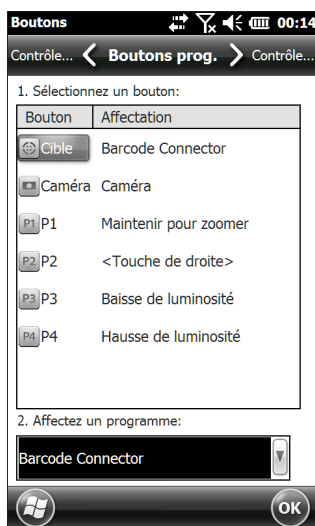 Boutons 00:14
Contrôle... Boutons prog. Contrôle...
1. Sélectionnez un bouton:
Bouton Affectation
Cible Barcode Connector
Caméra Caméra
P1 P1 Maintenir pour zoomer
P2 P2 <Touche de droite>
P3 P3 Baisse de luminosité
P4 P4 Hausse de luminosité
2. Affectez un programme:
Barcode Connector
OK